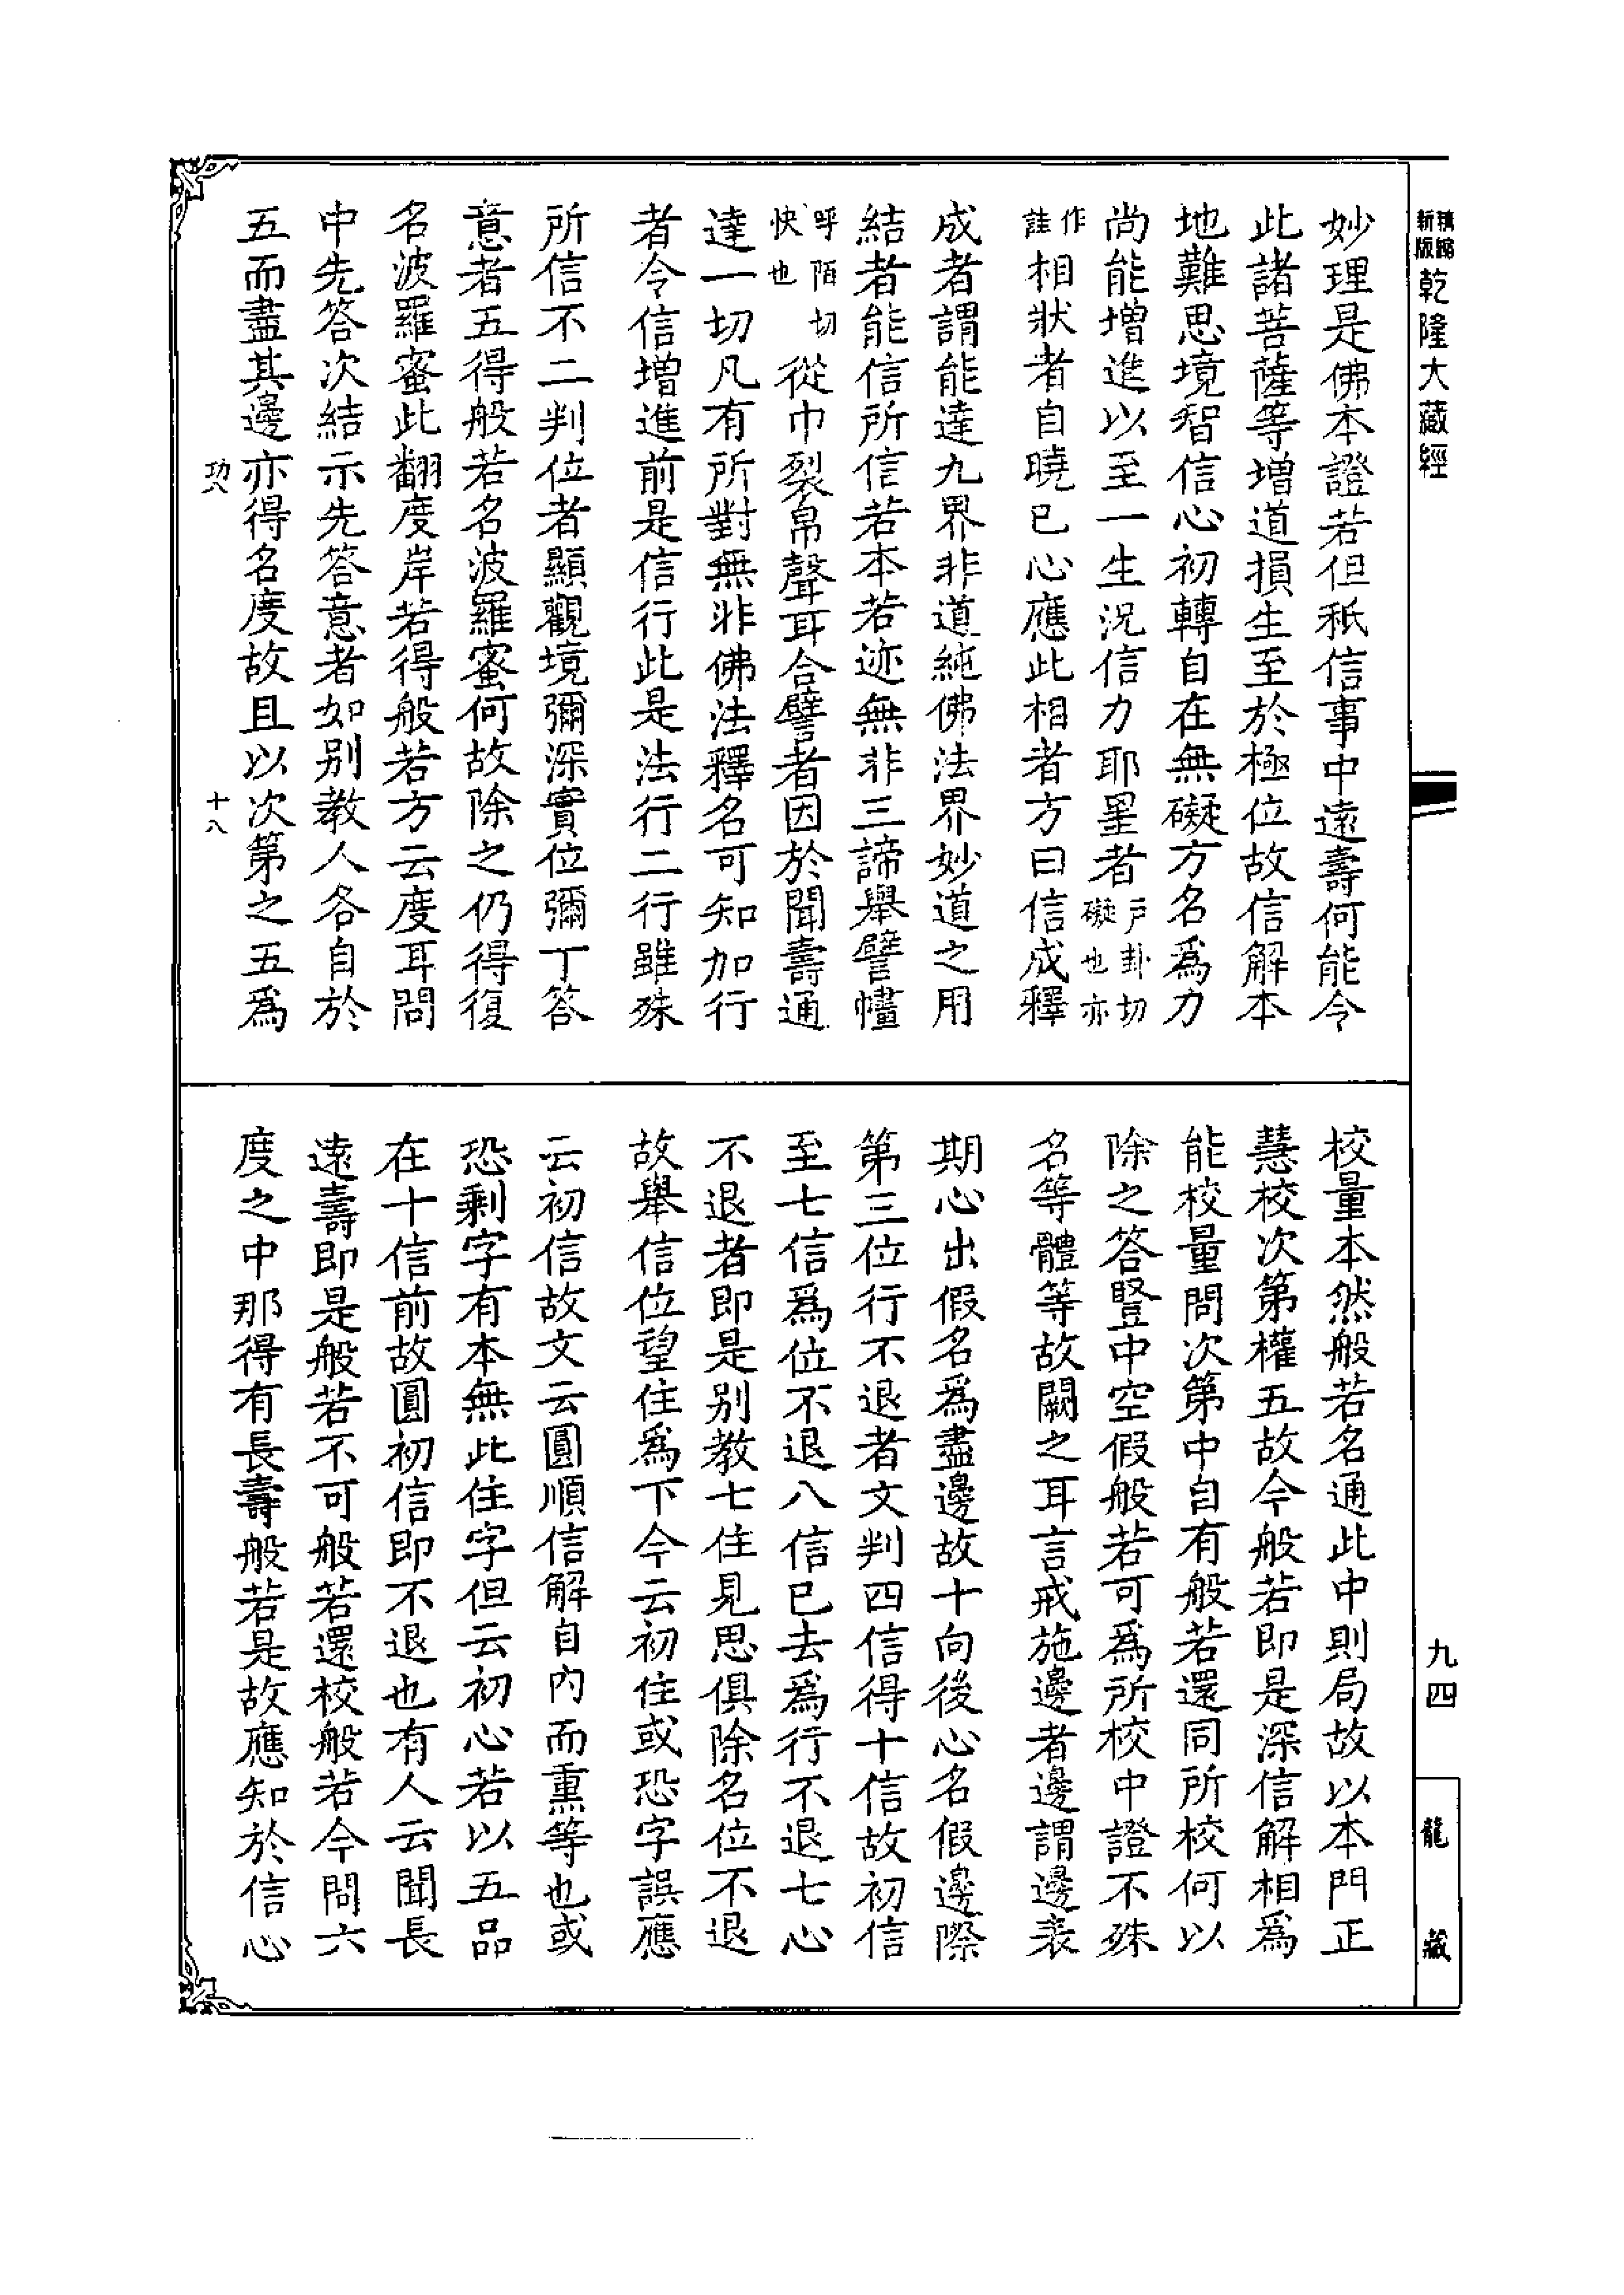 精縮
新版
乾隆大藏經
妙理是佛本證若但秖信事中遠壽何能令
此諸菩薩等增道損生至於極位故信解本
地難思境智信心初轉自在無礙方名爲力
尚能增進以至一生況信力耶罣者戶卦切礙也亦
作詿相狀者自曉己心應此相者方曰信成釋
成者謂能達九界非道純佛法界妙道之用
結者能信所信若本若迹無非三諦舉譬㦎
呼陌切快也從巾裂帛聲耳合譬者因於聞壽通
達一切凡有所對無非佛法釋名可知加行
者令信增進前是信行此是法行二行雖殊
所信不二判位者顯觀境彌深實位彌下答
意者五得般若名波羅蜜何故除之仍得復
名波羅蜜此翻度岸若得般若方云度耳問
中先答次結示先答意者如別教人各自於
五而盡其邊亦得名度故且以次第之五爲
功八
十八
校量本然般若名通此中則局故以本門正
慧校次第權五故今般若即是深信解相爲
能校量問次第中自有般若還同所校何以
除之答豎中空假般若可爲所校中證不殊
名等體等故闕之耳言戒施邊者邊謂邊表
期心出假名爲盡邊故十向後心名假邊際
第三位行不退者文判四信得十信故初信
至七信爲位不退八信已去爲行不退七心
不退者即是別教七住見思俱除名位不退
故舉信位望住爲下今云初住或恐字誤應
云初信故文云圓順信解自內而熏等也或
恐剩字有本無此住字但云初心若以五品
在十信前故圓初信即不退也有人云聞長
遠壽即是般若不可般若還校般若今問六
度之中那得有長壽般若是故應知於信心
九四
龍藏